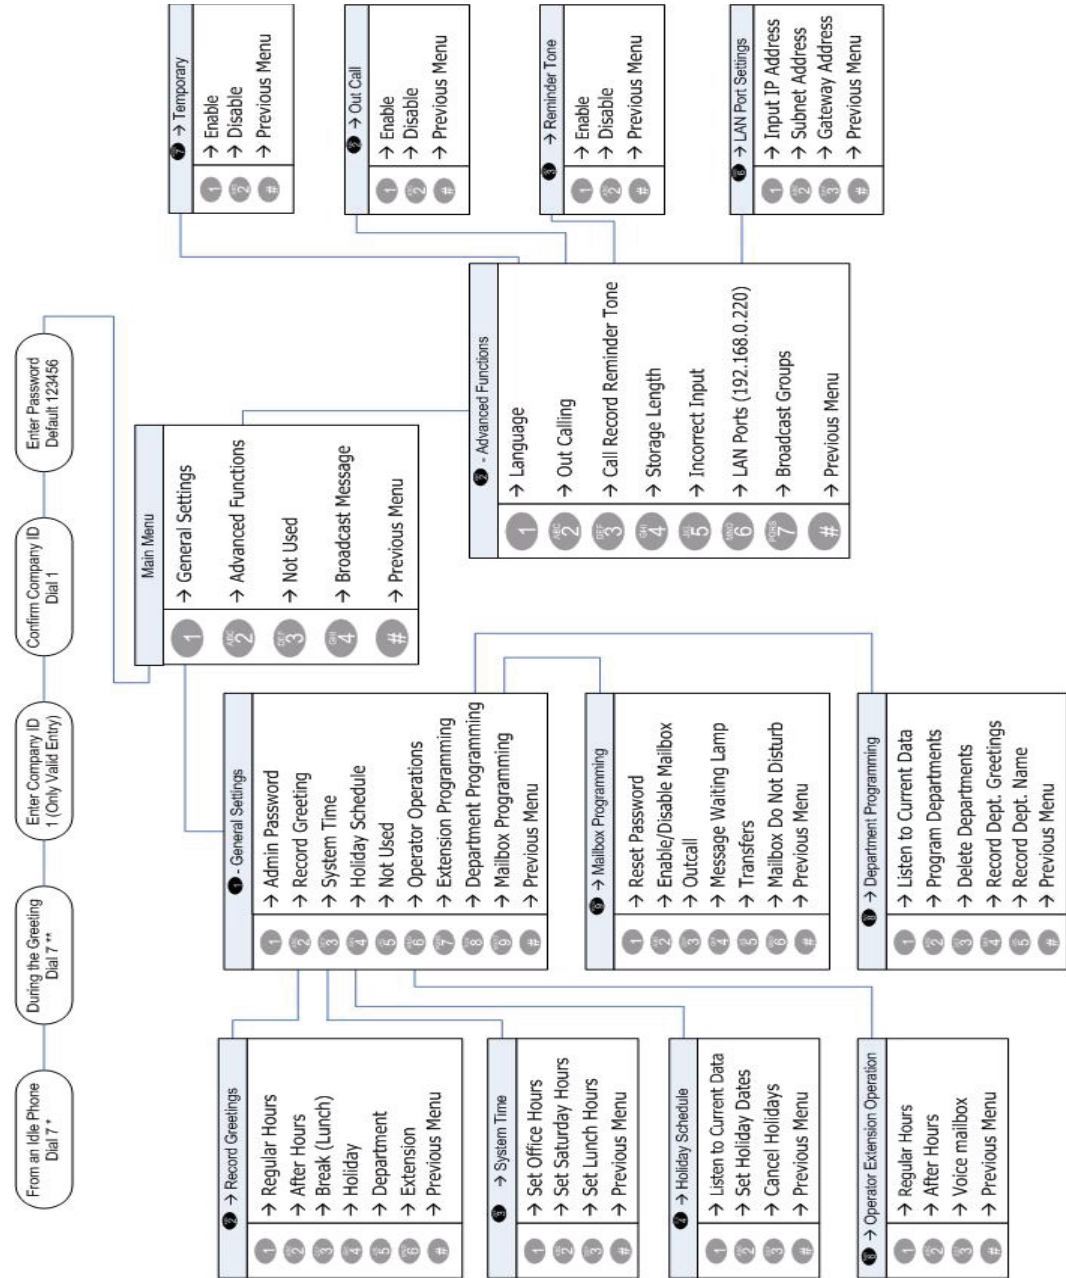 From an Idle Phone
Dial 7 *
During the Greeting
Dial 7 **
Enter Company ID
1 (Only Valid Entry)
Confirm Company ID
Dial 1
Enter Password
Default 123456
Main Menu
1 → General Settings
ABC 2 → Advanced Functions
DEF 3 → Not Used
GHI 4 → Broadcast Message
# → Previous Menu
1 - General Settings
1 → Admin Password
2 → Record Greeting
3 → System Time
4 → Holiday Schedule
5 → Not Used
6 → Operator Operations
7 → Extension Programming
8 → Department Programming
9 → Mailbox Programming
# → Previous Menu
2 - Advanced Functions
1 → Language
ABC 2 → Out Calling
DEF 3 → Call Record Reminder Tone
GHI 4 → Storage Length
JKL 5 → Incorrect Input
MNO 6 → LAN Ports (192.168.0.220)
PQRS 7 → Broadcast Groups
# → Previous Menu
2 → Record Greetings
1 → Regular Hours
2 → After Hours
3 → Break (Lunch)
4 → Holiday
5 → Department
6 → Extension
# → Previous Menu
3 → System Time
1 → Set Office Hours
2 → Set Saturday Hours
3 → Set Lunch Hours
# → Previous Menu
4 → Holiday Schedule
1 → Listen to Current Data
2 → Set Holiday Dates
3 → Cancel Holidays
# → Previous Menu
→ Operator Extension Operation
1 → Regular Hours
2 → After Hours
3 → Voice mailbox
# → Previous Menu
9 → Mailbox Programming
1 → Reset Password
2 → Enable/Disable Mailbox
3 → Outcall
4 → Message Waiting Lamp
5 → Transfers
6 → Mailbox Do Not Disturb
# → Previous Menu
8 → Department Programming
1 → Listen to Current Data
2 → Program Departments
3 → Delete Departments
4 → Record Dept. Greetings
5 → Record Dept. Name
# → Previous Menu
7 → Temporary
1 → Enable
2 → Disable
# → Previous Menu
2 → Out Call
1 → Enable
2 → Disable
# → Previous Menu
3 → Reminder Tone
1 → Enable
2 → Disable
# → Previous Menu
6 → LAN Port Settings
1 → Input IP Address
2 → Subnet Address
3 → Gateway Address
# → Previous Menu